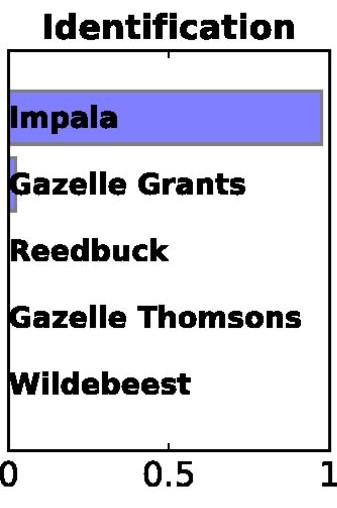 Identification
Impala
Gazelle Grants
Reedbuck
Gazelle Thomsons
Wildebeest
0 0.5 1